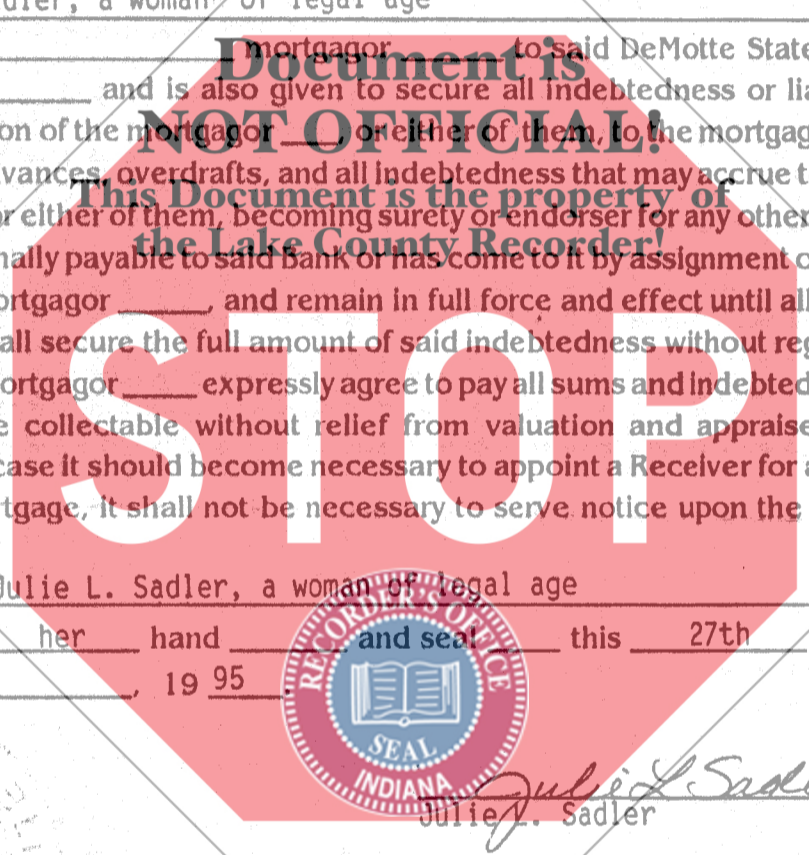 dler, a woman of legal age
mortgagor to said DeMotte State
Document is
and is also given to secure all indebtedness or lia
NOT OFFICIAL!
on of the mortgagor , or either of them, to the mortgag
vances, overdrafts, and all indebtedness that may accrue t
This Document is the property of
r either of them, becoming surety or endorser for any other
the Lake County Recorder!
nally payable to said Bank or has come to it by assignment o
ortgagor , and remain in full force and effect until all
all secure the full amount of said indebtedness without reg
ortgagor expressly agree to pay all sums and indebted
e collectable without relief from valuation and appraise
case it should become necessary to appoint a Receiver for a
rtgage, it shall not be necessary to serve notice upon the
STOP
Julie L. Sadler, a woman of legal age
her hand and seal this 27th
, 19 95 .
RECORDER'S OFFICE
SEAL
INDIANA
Julie L Sadl
Julie L. Sadler